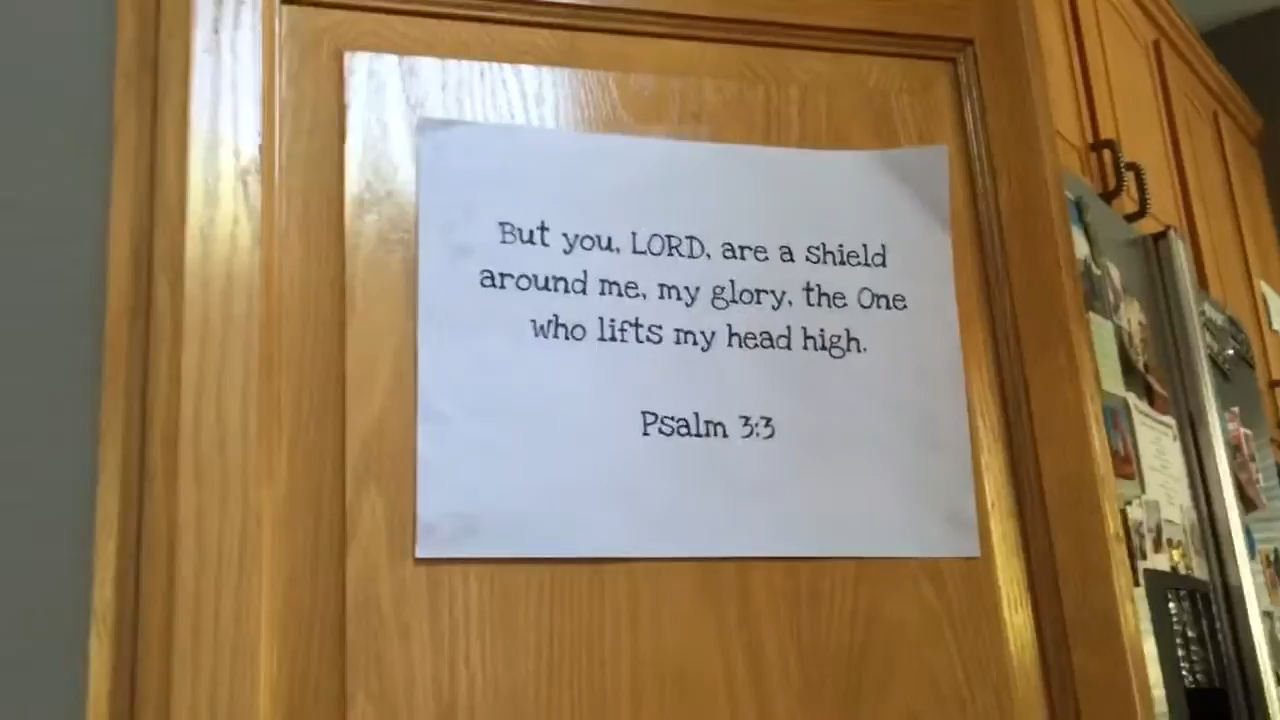 But you, LORD, are a shield
around me, my glory, the One
who lifts my head high.
Psalm 3:3